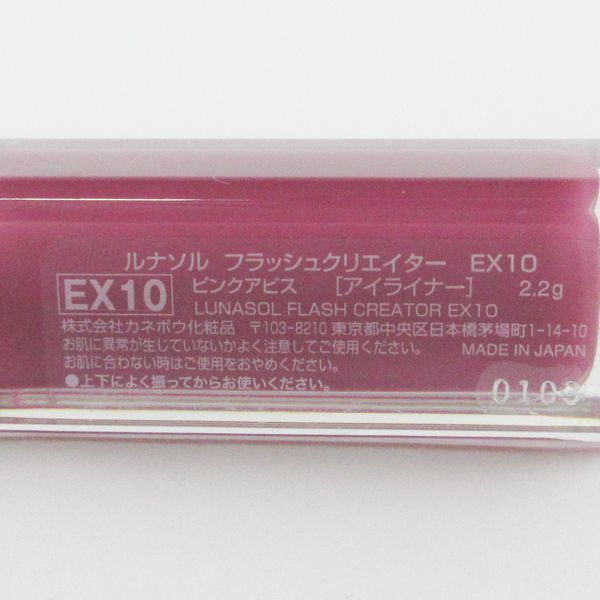 ルナソル フラッシュクリエイター EX10
EX10 ピンクアビス [アイライナー] 2.2g
LUNASOL FLASH CREATOR EX10
株式会社カネボウ化粧品 〒103-8210 東京都中央区日本橋茅場町1-14-10
お肌に異常が生じていないかよく注意してご使用ください。 MADE IN JAPAN
お肌に合わない時はご使用をおやめください。
●上下によく振ってからお使いください。